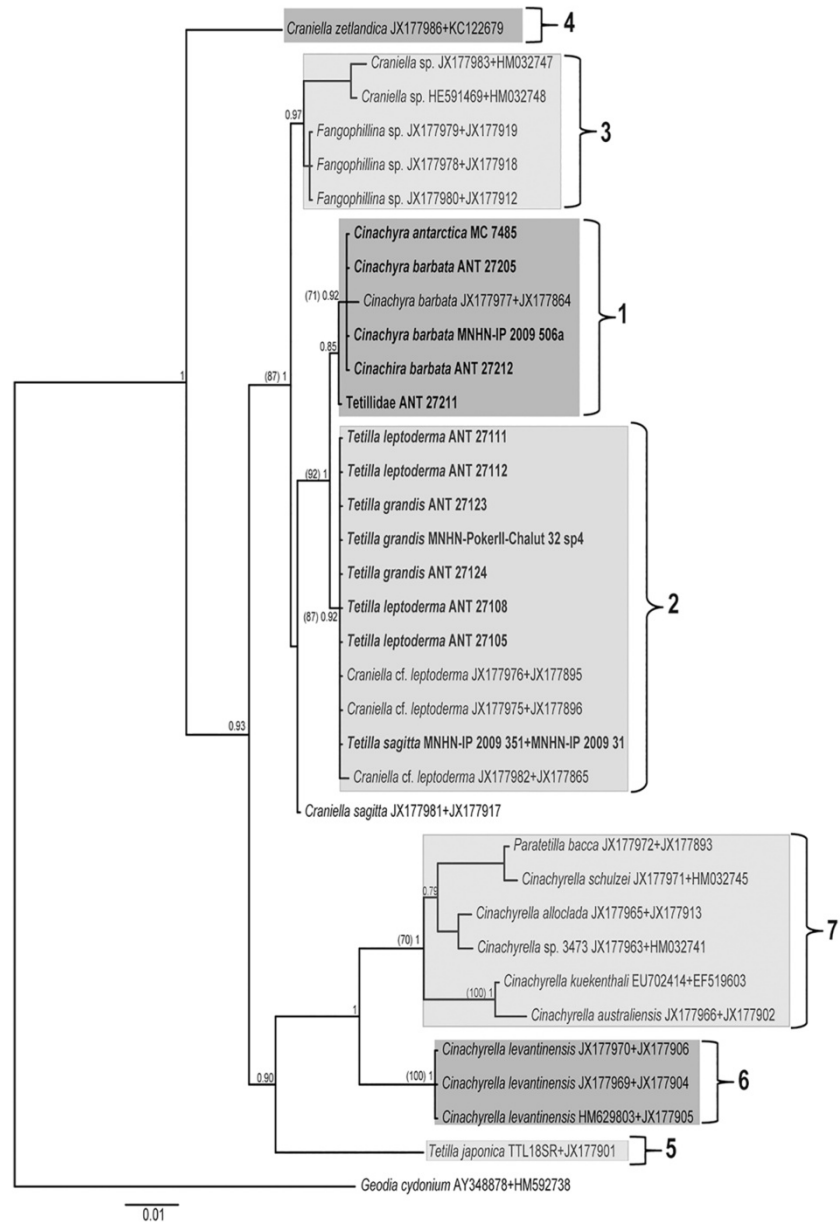 Craniella zetlandica JX177986+KC122679
4
Craniella sp. JX177983+HM032747
Craniella sp. HE591469+HM032748
0.97
Fangophillina sp. JX177979+JX177919
3
Fangophillina sp. JX177978+JX177918
Fangophillina sp. JX177980+JX177912
Cinachyra antarctica MC 7485
Cinachyra barbata ANT 27205
(71) 0.92
Cinachyra barbata JX177977+JX177864
1
Cinachyra barbata MNHN-IP 2009 506a
0.85
Cinachira barbata ANT 27212
1
(87) 1
Tetillidae ANT 27211
Tetilla leptoderma ANT 27111
(92) 1
Tetilla leptoderma ANT 27112
Tetilla grandis ANT 27123
Tetilla grandis MNHN-PokerII-Chalut 32 sp4
Tetilla grandis ANT 27124
2
(87) 0.92
Tetilla leptoderma ANT 27108
Tetilla leptoderma ANT 27105
Craniella cf. leptoderma JX177976+JX177895
Craniella cf. leptoderma JX177975+JX177896
0.93
Tetilla sagitta MNHN-IP 2009 351+MNHN-IP 2009 31
Craniella cf. leptoderma JX177982+JX177865
Craniella sagitta JX177981+JX177917
Paratetilla bacca JX177972+JX177893
0.79
Cinachyrella schulzei JX177971+HM032745
Cinachyrella alloclada JX177965+JX177913
7
(70) 1
Cinachyrella sp. 3473 JX177963+HM032741
(100) 1
Cinachyrella kuekenthali EU702414+EF519603
1
Cinachyrella australiensis JX177966+JX177902
Cinachyrella levantinensis JX177970+JX177906
0.90
(100) 1
Cinachyrella levantinensis JX177969+JX177904
6
Cinachyrella levantinensis HM629803+JX177905
Tetilla japonica TTL18SR+JX177901
5
Geodia cydonium AY348878+HM592738
0.01